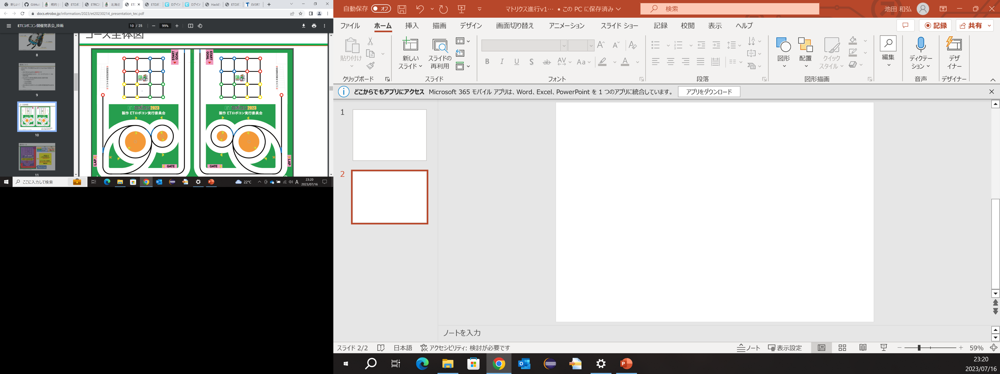 新しい
GitHub
規約
ETロボ
ETRC2
北海道
ETロボ
ログイン
ログイン
HackEV
ETロボ
EV3RT
docs.etrobo.jp/information/2023/et20230214_presentation_tec.pdf
ETロボコン開催発表会_技術
10 / 25
99%
8
9
10
11
コース全体図
START
GOAL
START
GOAL
ETロボコン2023
製作 ETロボコン実行委員会
ETロボコン2023
製作 ETロボコン実行委員会
LAP
GATE
GATE
LAP
ここに入力して検索
22℃
A
23:20
2023/07/16
自動保存
オフ
マトリクス進行v1… • この PC に保存済み
検索
池田 和弘
ファイル
ホーム
挿入
描画
デザイン
画面切り替え
アニメーション
スライド ショー
記録
校閲
表示
ヘルプ
記録
共有
貼り付け
新しい
スライド
スライドの
再利用
B I U S ab AV Aa A
図形
配置
クイック
スタイル
編集
ディクテー
ション
デザ
イナー
クリップボード
スライド
フォント
段落
図形描画
音声
デザイナー
どこからでもアプリにアクセス Microsoft 365 モバイル アプリは、Word、Excel、PowerPoint を 1 つのアプリに統合しています。
アプリをダウンロード
1
2
ノートを入力
スライド 2/2
日本語
アクセシビリティ: 検討が必要です
ノート
表示設定
59%
23:20
2023/07/16